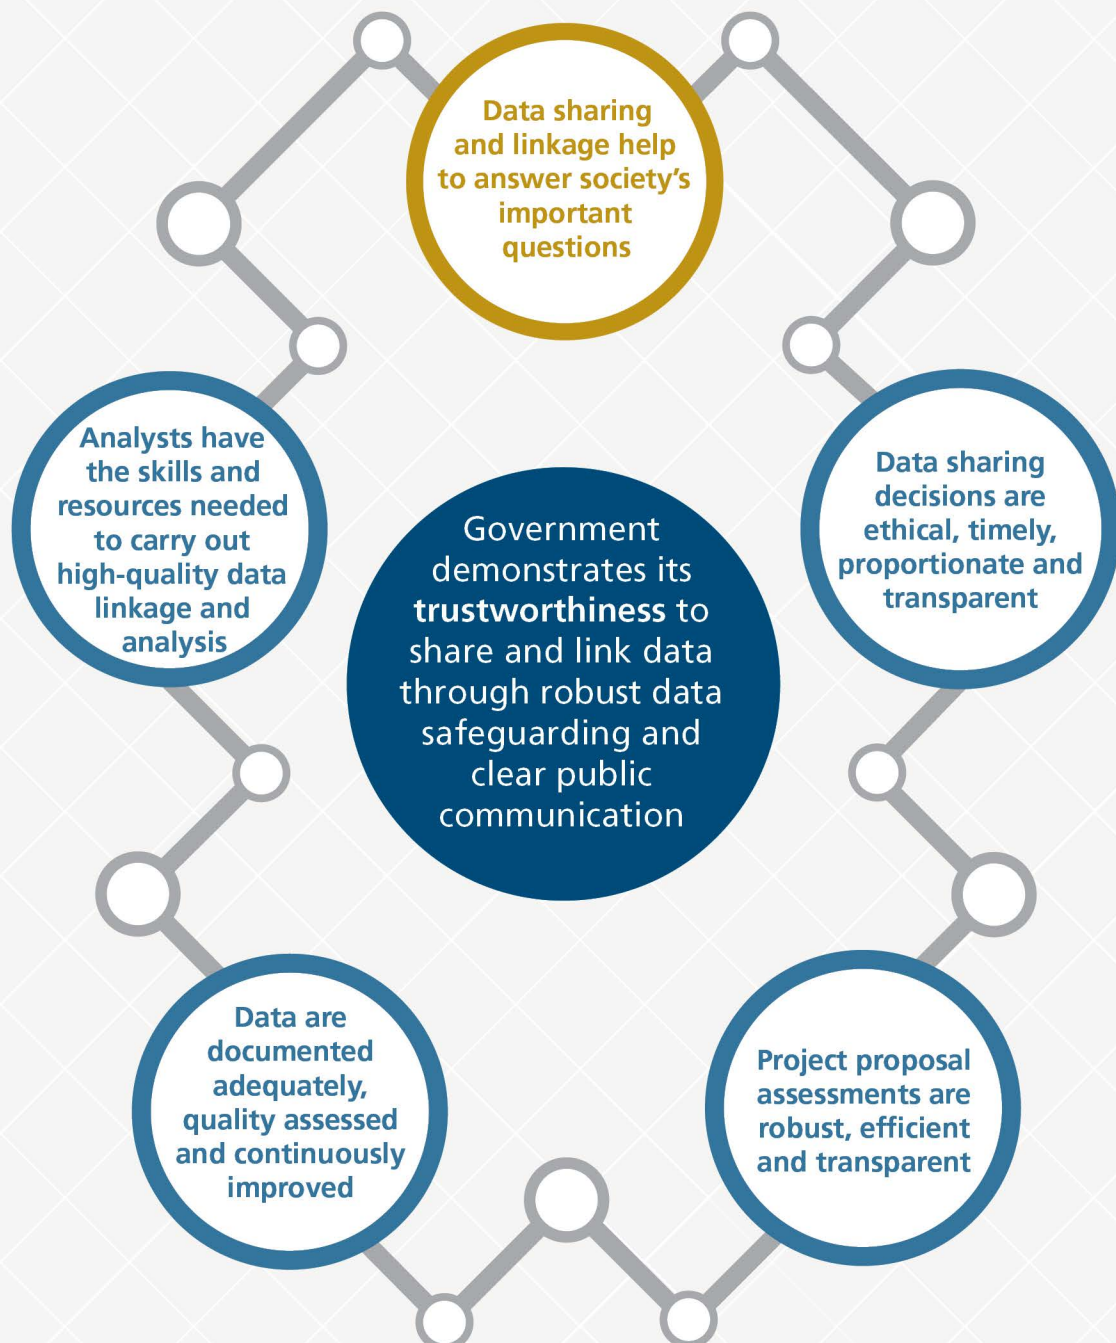 Data sharing
and linkage help
to answer society’s
important
questions
Analysts have
the skills and
resources needed
to carry out
high-quality data
linkage and
analysis
Data sharing
decisions are
ethical, timely,
proportionate and
transparent
Government
demonstrates its
trustworthiness to
share and link data
through robust data
safeguarding and
clear public
communication
Data are
documented
adequately,
quality assessed
and continuously
improved
Project proposal
assessments are
robust, efficient
and transparent